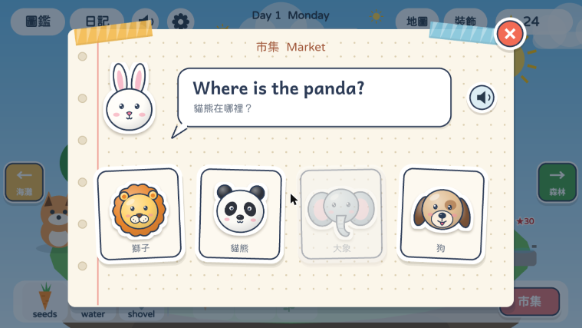 圖鑑 日記 Day 1 Monday 地圖 裝飾 24
市集 Market
Where is the panda?
貓熊在哪裡？
← 海灘
→ 森林
★30
獅子 貓熊 大象 狗
seeds water shovel 市集